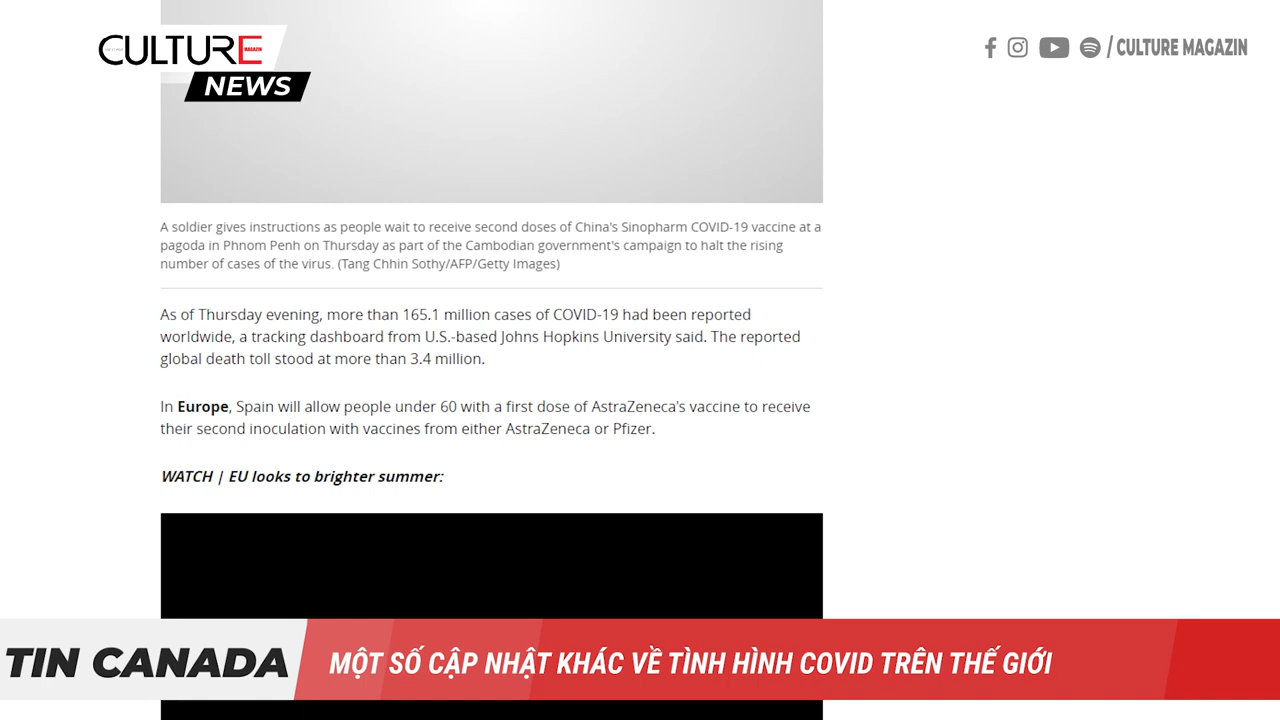 CULTURE MAGAZIN
NEWS
/ CULTURE MAGAZIN
A soldier gives instructions as people wait to receive second doses of China's Sinopharm COVID-19 vaccine at a
pagoda in Phnom Penh on Thursday as part of the Cambodian government's campaign to halt the rising
number of cases of the virus. (Tang Chhin Sothy/AFP/Getty Images)
As of Thursday evening, more than 165.1 million cases of COVID-19 had been reported
worldwide, a tracking dashboard from U.S.-based Johns Hopkins University said. The reported
global death toll stood at more than 3.4 million.
In Europe, Spain will allow people under 60 with a first dose of AstraZeneca's vaccine to receive
their second inoculation with vaccines from either AstraZeneca or Pfizer.
WATCH | EU looks to brighter summer:
TIN CANADA
MỘT SỐ CẬP NHẬT KHÁC VỀ TÌNH HÌNH COVID TRÊN THẾ GIỚI